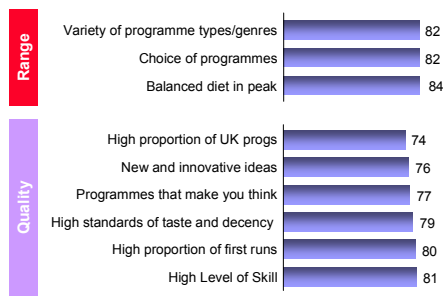 Range
Variety of programme types/genres 82
Choice of programmes 82
Balanced diet in peak 84
Quality
High proportion of UK progs 74
New and innovative ideas 76
Programmes that make you think 77
High standards of taste and decency 79
High proportion of first runs 80
High Level of Skill 81